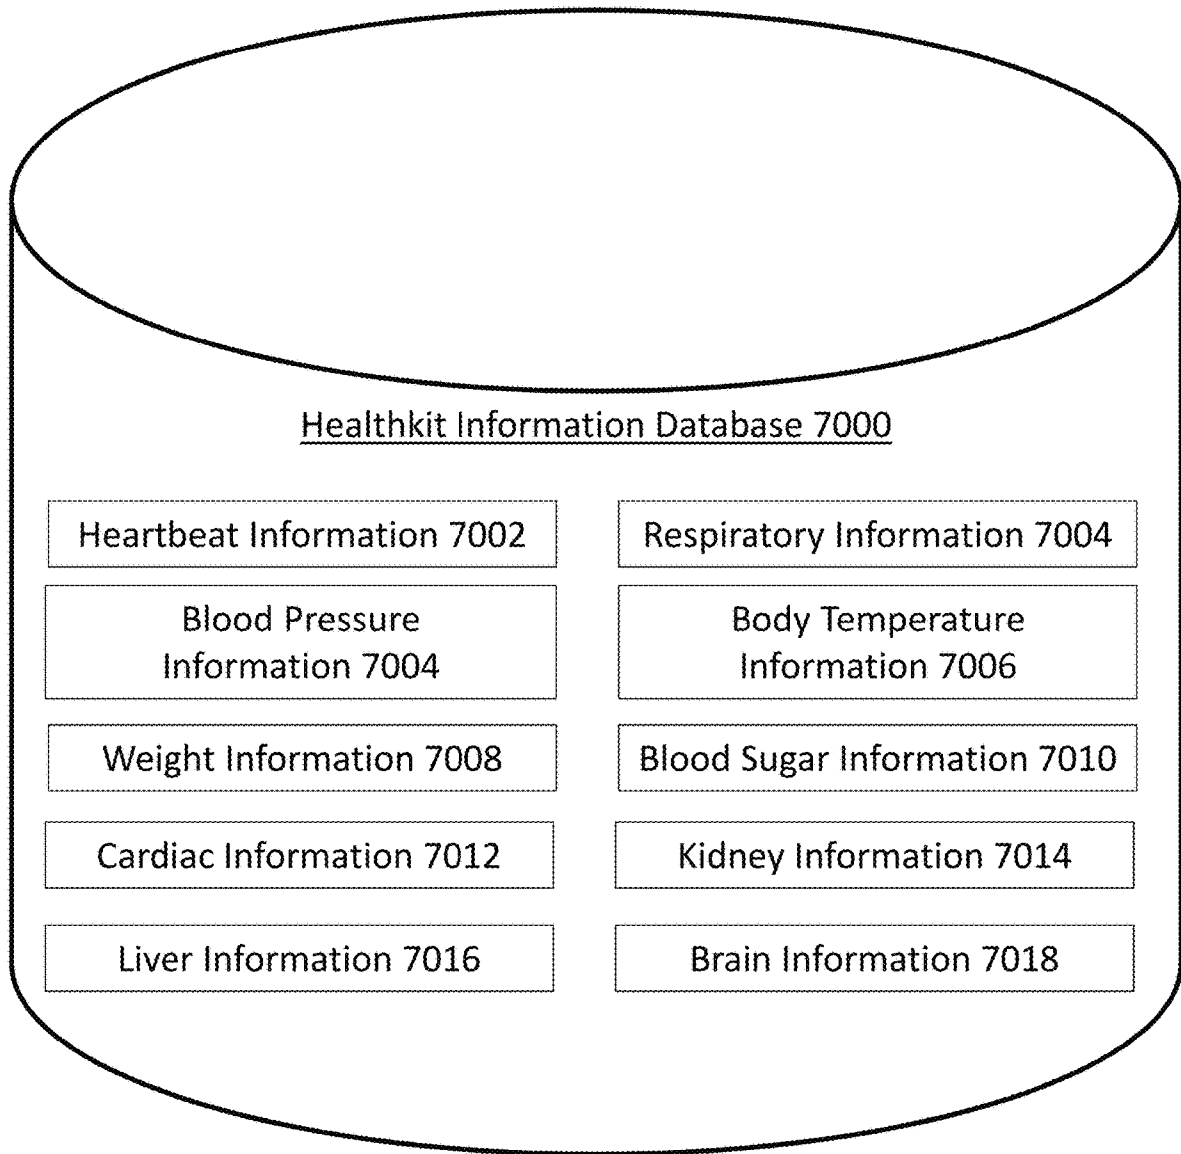 Healthkit Information Database 7000
Heartbeat Information 7002
Respiratory Information 7004
Blood Pressure
Information 7004
Body Temperature
Information 7006
Weight Information 7008
Blood Sugar Information 7010
Cardiac Information 7012
Kidney Information 7014
Liver Information 7016
Brain Information 7018